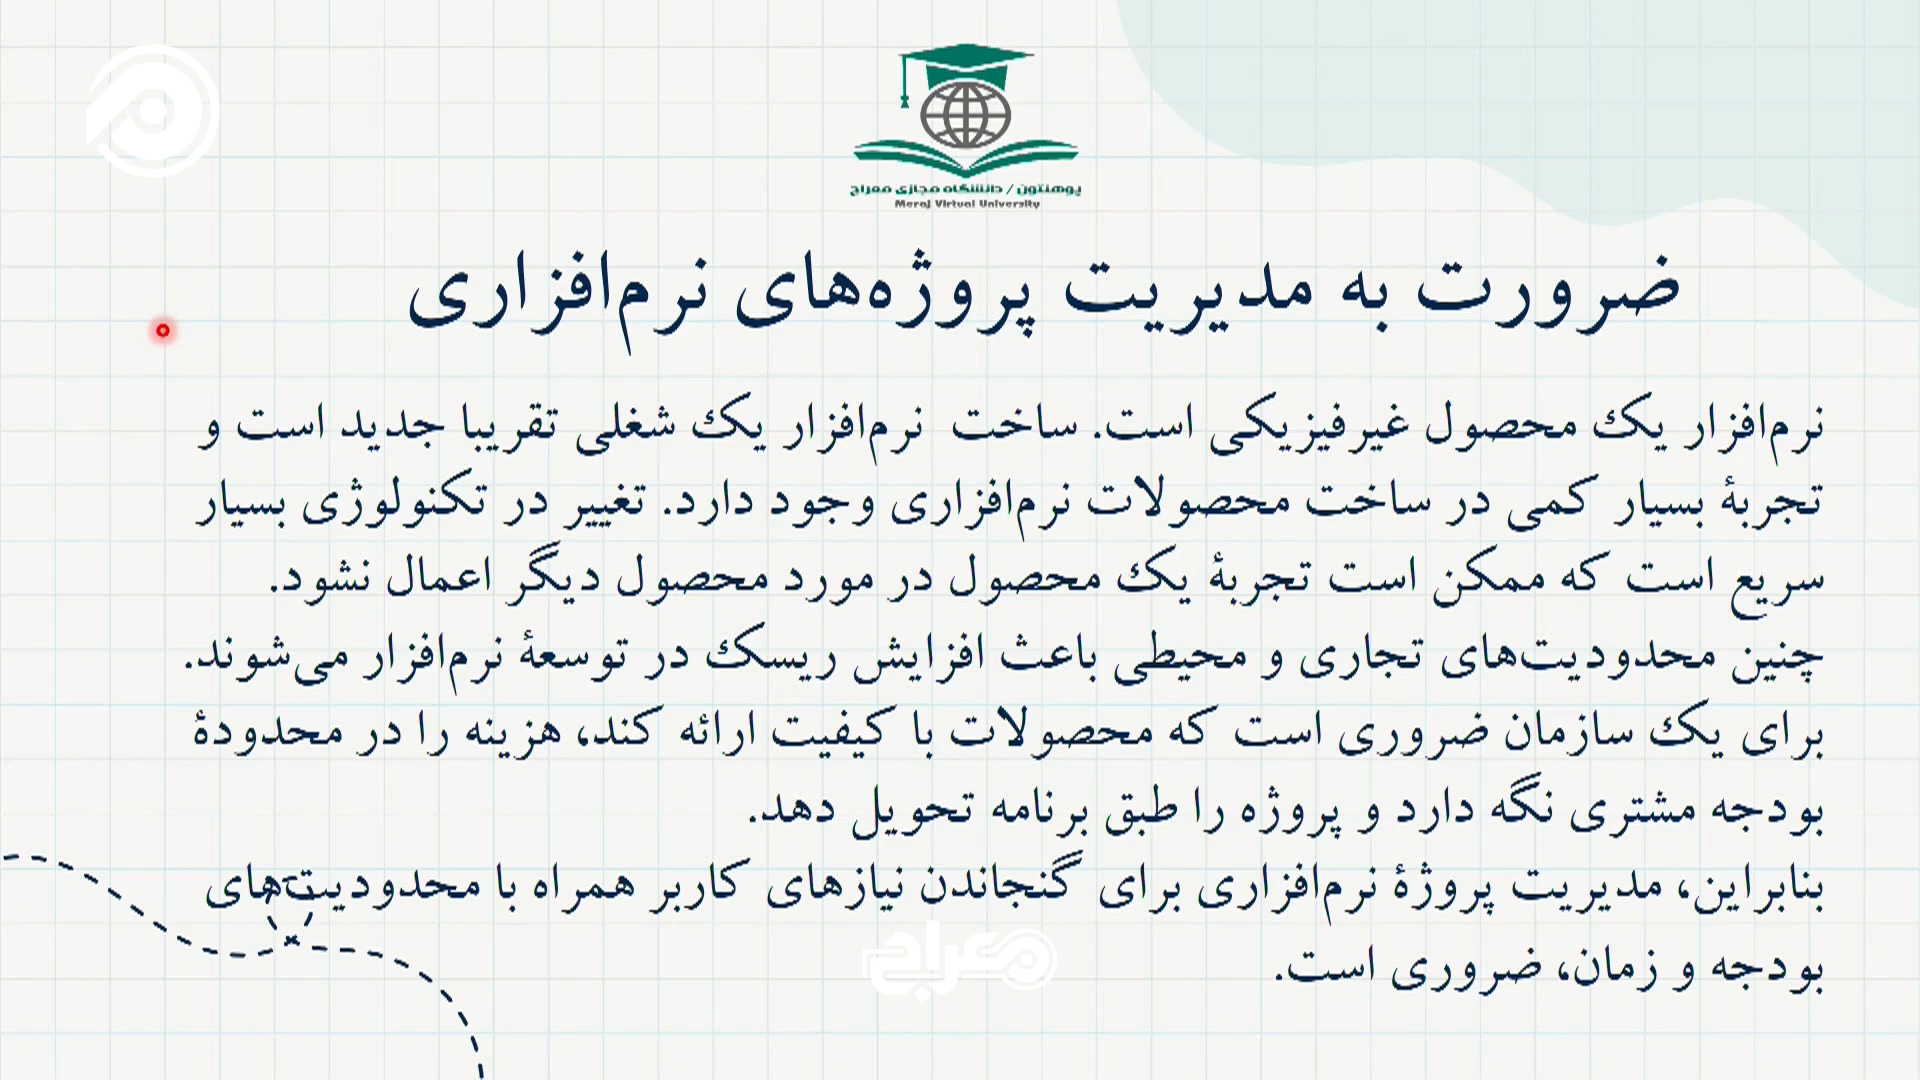 پوهنتون / دانشگاه مجازی معراج
Meraj Virtual University
ضرورت به مدیریت پروژه‌های نرم‌افزاری
نرم‌افزار یک محصول غیرفیزیکی است. ساخت نرم‌افزار یک شغلی تقریبا جدید است و
تجربهٔ بسیار کمی در ساخت محصولات نرم‌افزاری وجود دارد. تغییر در تکنولوژی بسیار
سریع است که ممکن است تجربهٔ یک محصول در مورد محصول دیگر اعمال نشود.
چنین محدودیت‌های تجاری و محیطی باعث افزایش ریسک در توسعهٔ نرم‌افزار می‌شوند.
برای یک سازمان ضروری است که محصولات با کیفیت ارائه کند، هزینه را در محدودهٔ
بودجه مشتری نگه دارد و پروژه را طبق برنامه تحویل دهد.
بنابراین، مدیریت پروژهٔ نرم‌افزاری برای گنجاندن نیازهای کاربر همراه با محدودیت‌های
بودجه و زمان، ضروری است.
معراج